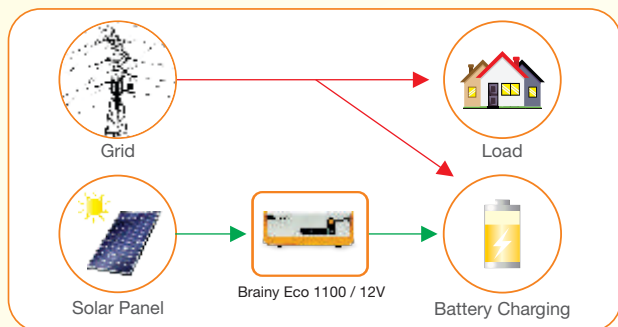 Grid
Load
Solar Panel
Brainy Eco 1100 / 12V
Battery Charging